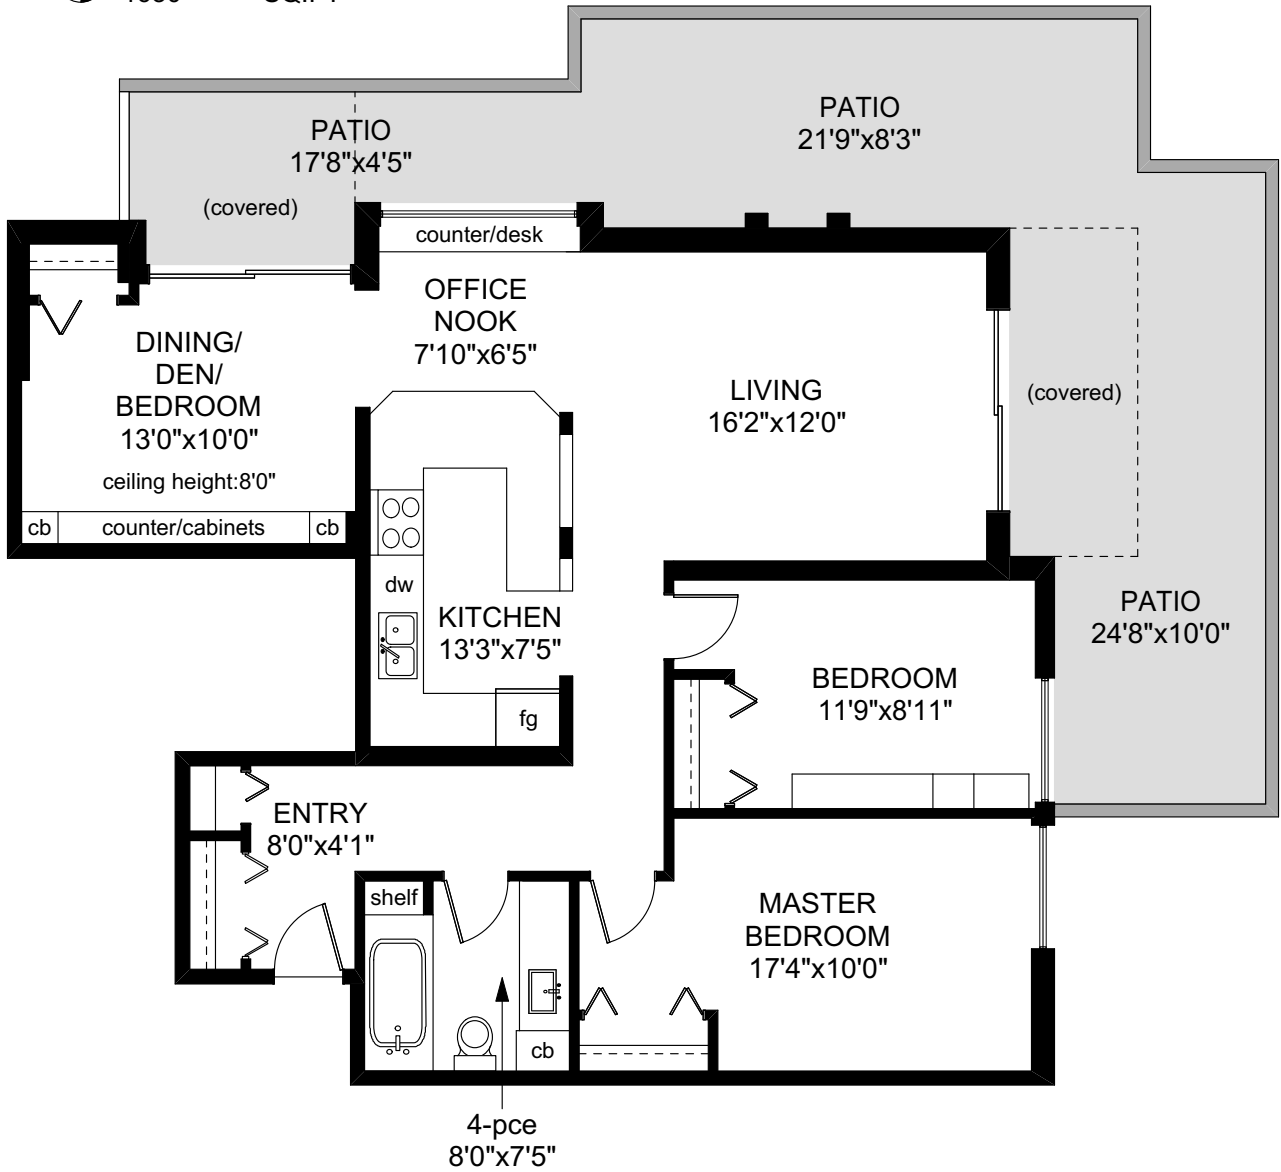 PATIO
17'8"x4'5"
(covered)
PATIO
21'9"x8'3"
counter/desk
OFFICE
NOOK
7'10"x6'5"
DINING/
DEN/
BEDROOM
13'0"x10'0"
ceiling height:8'0"
cb
counter/cabinets
cb
LIVING
16'2"x12'0"
(covered)
dw
KITCHEN
13'3"x7'5"
fg
PATIO
24'8"x10'0"
BEDROOM
11'9"x8'11"
ENTRY
8'0"x4'1"
shelf
MASTER
BEDROOM
17'4"x10'0"
cb
4-pce
8'0"x7'5"